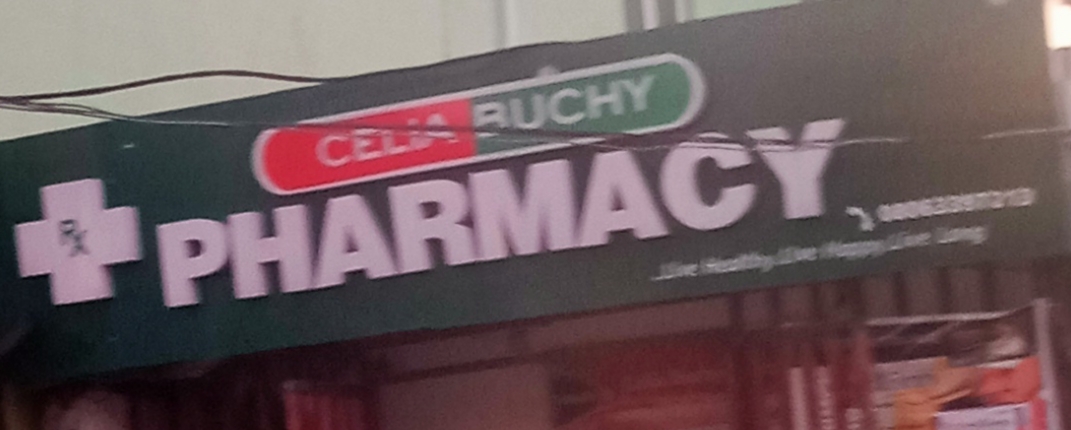 CELIA BUCHY
Rx PHARMACY
...Live Healthy, Live Happy, Live Long